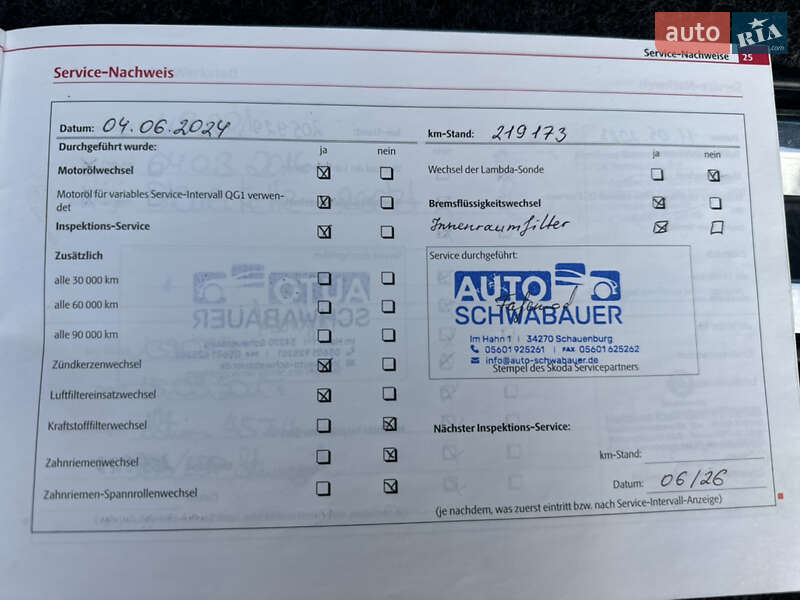 auto RIA .com
Service-Nachweise 25
Service-Nachweis
Datum: 04.06.2024
km-Stand: 219173
Durchgeführt wurde: ja nein
ja nein
Motorölwechsel
Wechsel der Lambda-Sonde
Motoröl für variables Service-Intervall QG1 verwen-
det
Bremsflüssigkeitswechsel
Inspektions-Service
Innenraumfilter
Zusätzlich
Service durchgeführt:
alle 30 000 km
AUTO
SCHWABAUER
alle 60 000 km
Im Hahn 1 | 34270 Schauenburg
05601 925261 | FAX 05601 625262
info@auto-schwabauer.de
alle 90 000 km
Stempel des Skoda Servicepartners
Zündkerzenwechsel
Luftfiltereinsatzwechsel
Kraftstofffilterwechsel
Nächster Inspektions-Service:
Zahnriemenwechsel
km-Stand:
Datum: 06/26
Zahnriemen-Spannrollenwechsel
(je nachdem, was zuerst eintritt bzw. nach Service-Intervall-Anzeige)